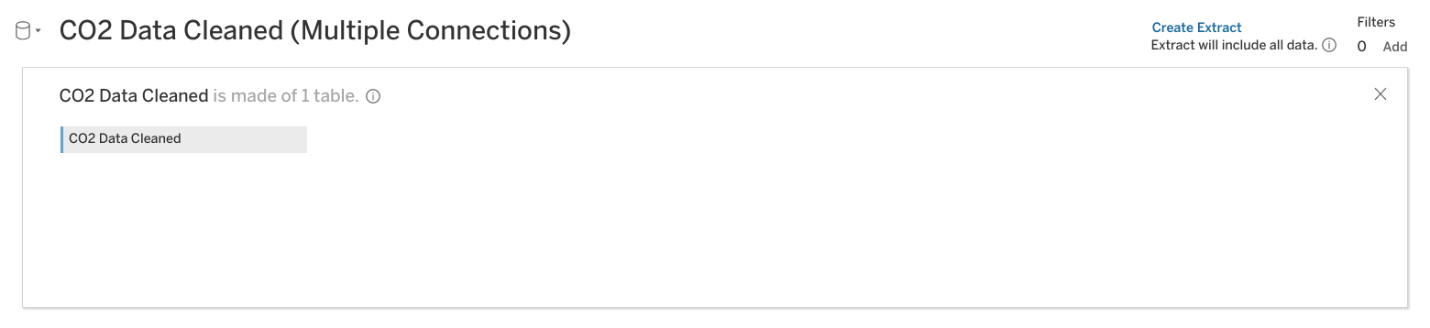 CO2 Data Cleaned (Multiple Connections)
Create Extract
Extract will include all data.
Filters
0 Add
CO2 Data Cleaned is made of 1 table.
CO2 Data Cleaned